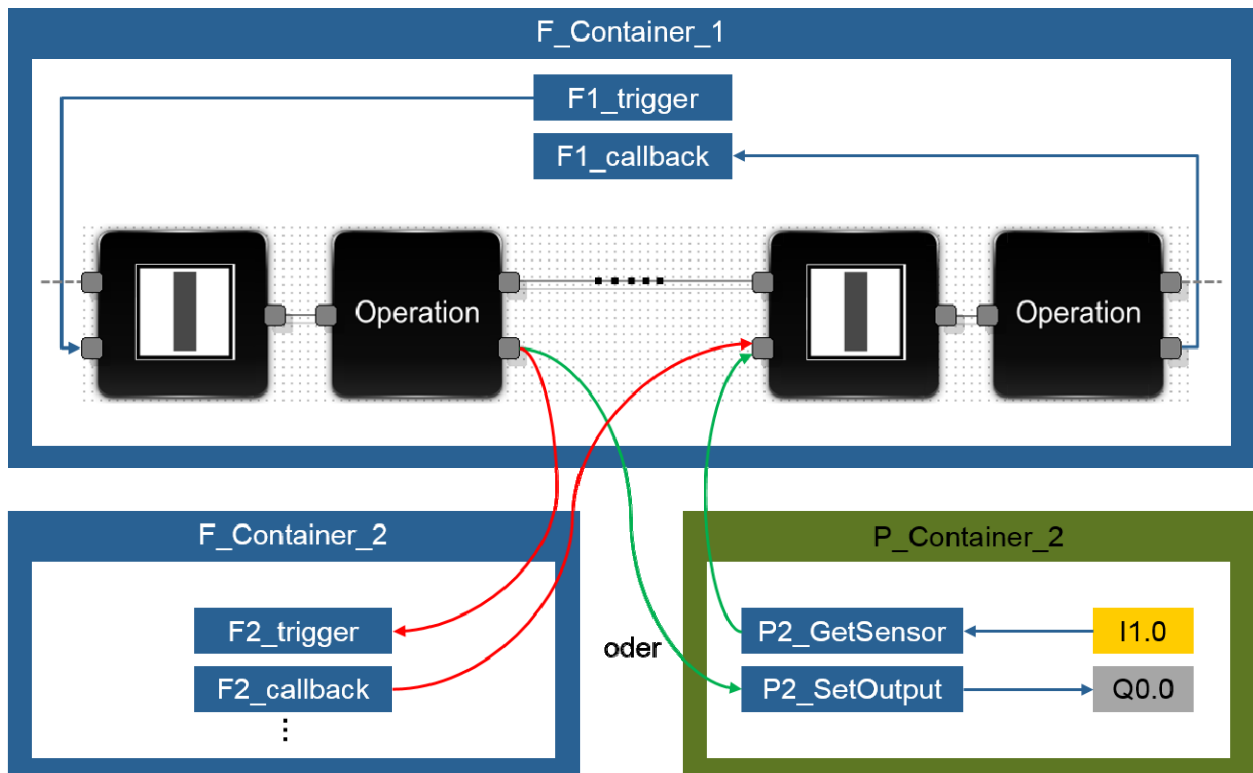 F_Container_1
F1_trigger
F1_callback
Operation
Operation
F_Container_2
P_Container_2
F2_trigger
F2_callback
oder
P2_GetSensor
I1.0
P2_SetOutput
Q0.0